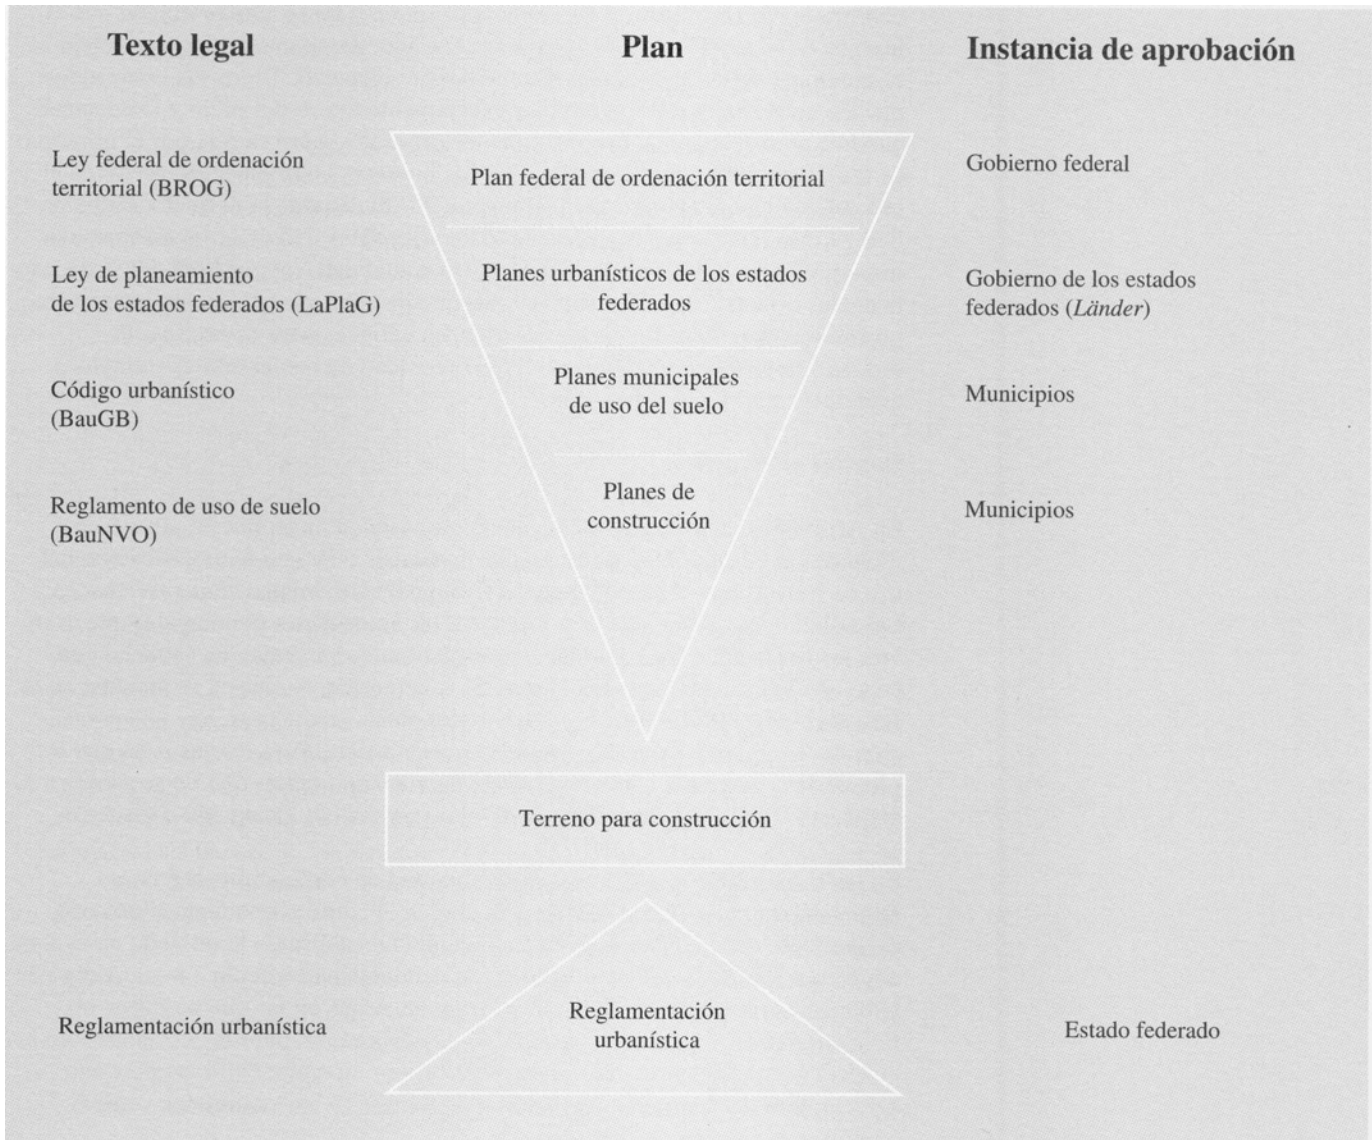 Texto legal
Plan
Instancia de aprobación
Ley federal de ordenación
territorial (BROG)
Plan federal de ordenación territorial
Gobierno federal
Ley de planeamiento
de los estados federados (LaPlaG)
Planes urbanísticos de los estados
federados
Gobierno de los estados
federados (Länder)
Código urbanístico
(BauGB)
Planes municipales
de uso del suelo
Municipios
Reglamento de uso de suelo
(BauNVO)
Planes de
construcción
Municipios
Terreno para construcción
Reglamentación urbanística
Reglamentación
urbanística
Estado federado